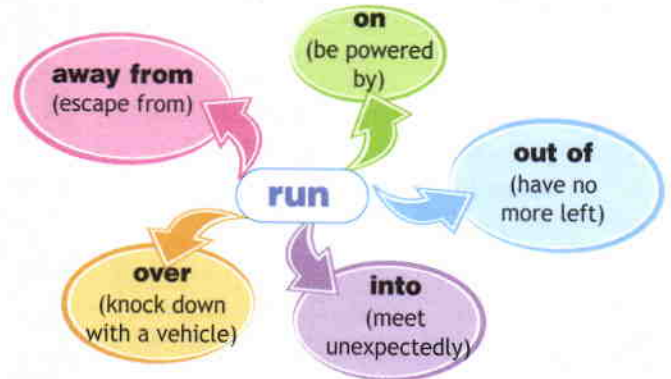 on
(be powered
by)
away from
(escape from)
out of
(have no
more left)
run
over
(knock down
with a vehicle)
into
(meet
unexpectedly)